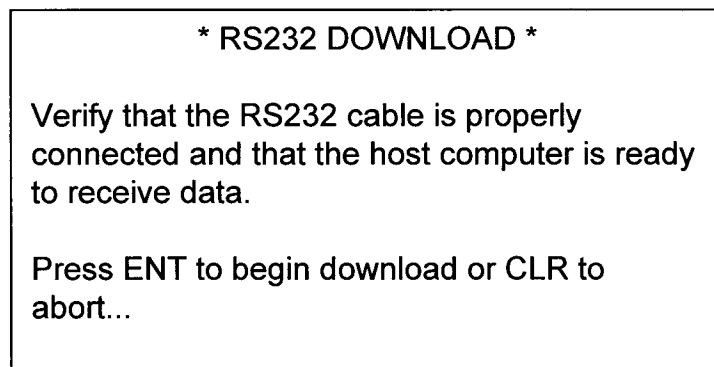 * RS232 DOWNLOAD *
Verify that the RS232 cable is properly
connected and that the host computer is ready
to receive data.
Press ENT to begin download or CLR to
abort...